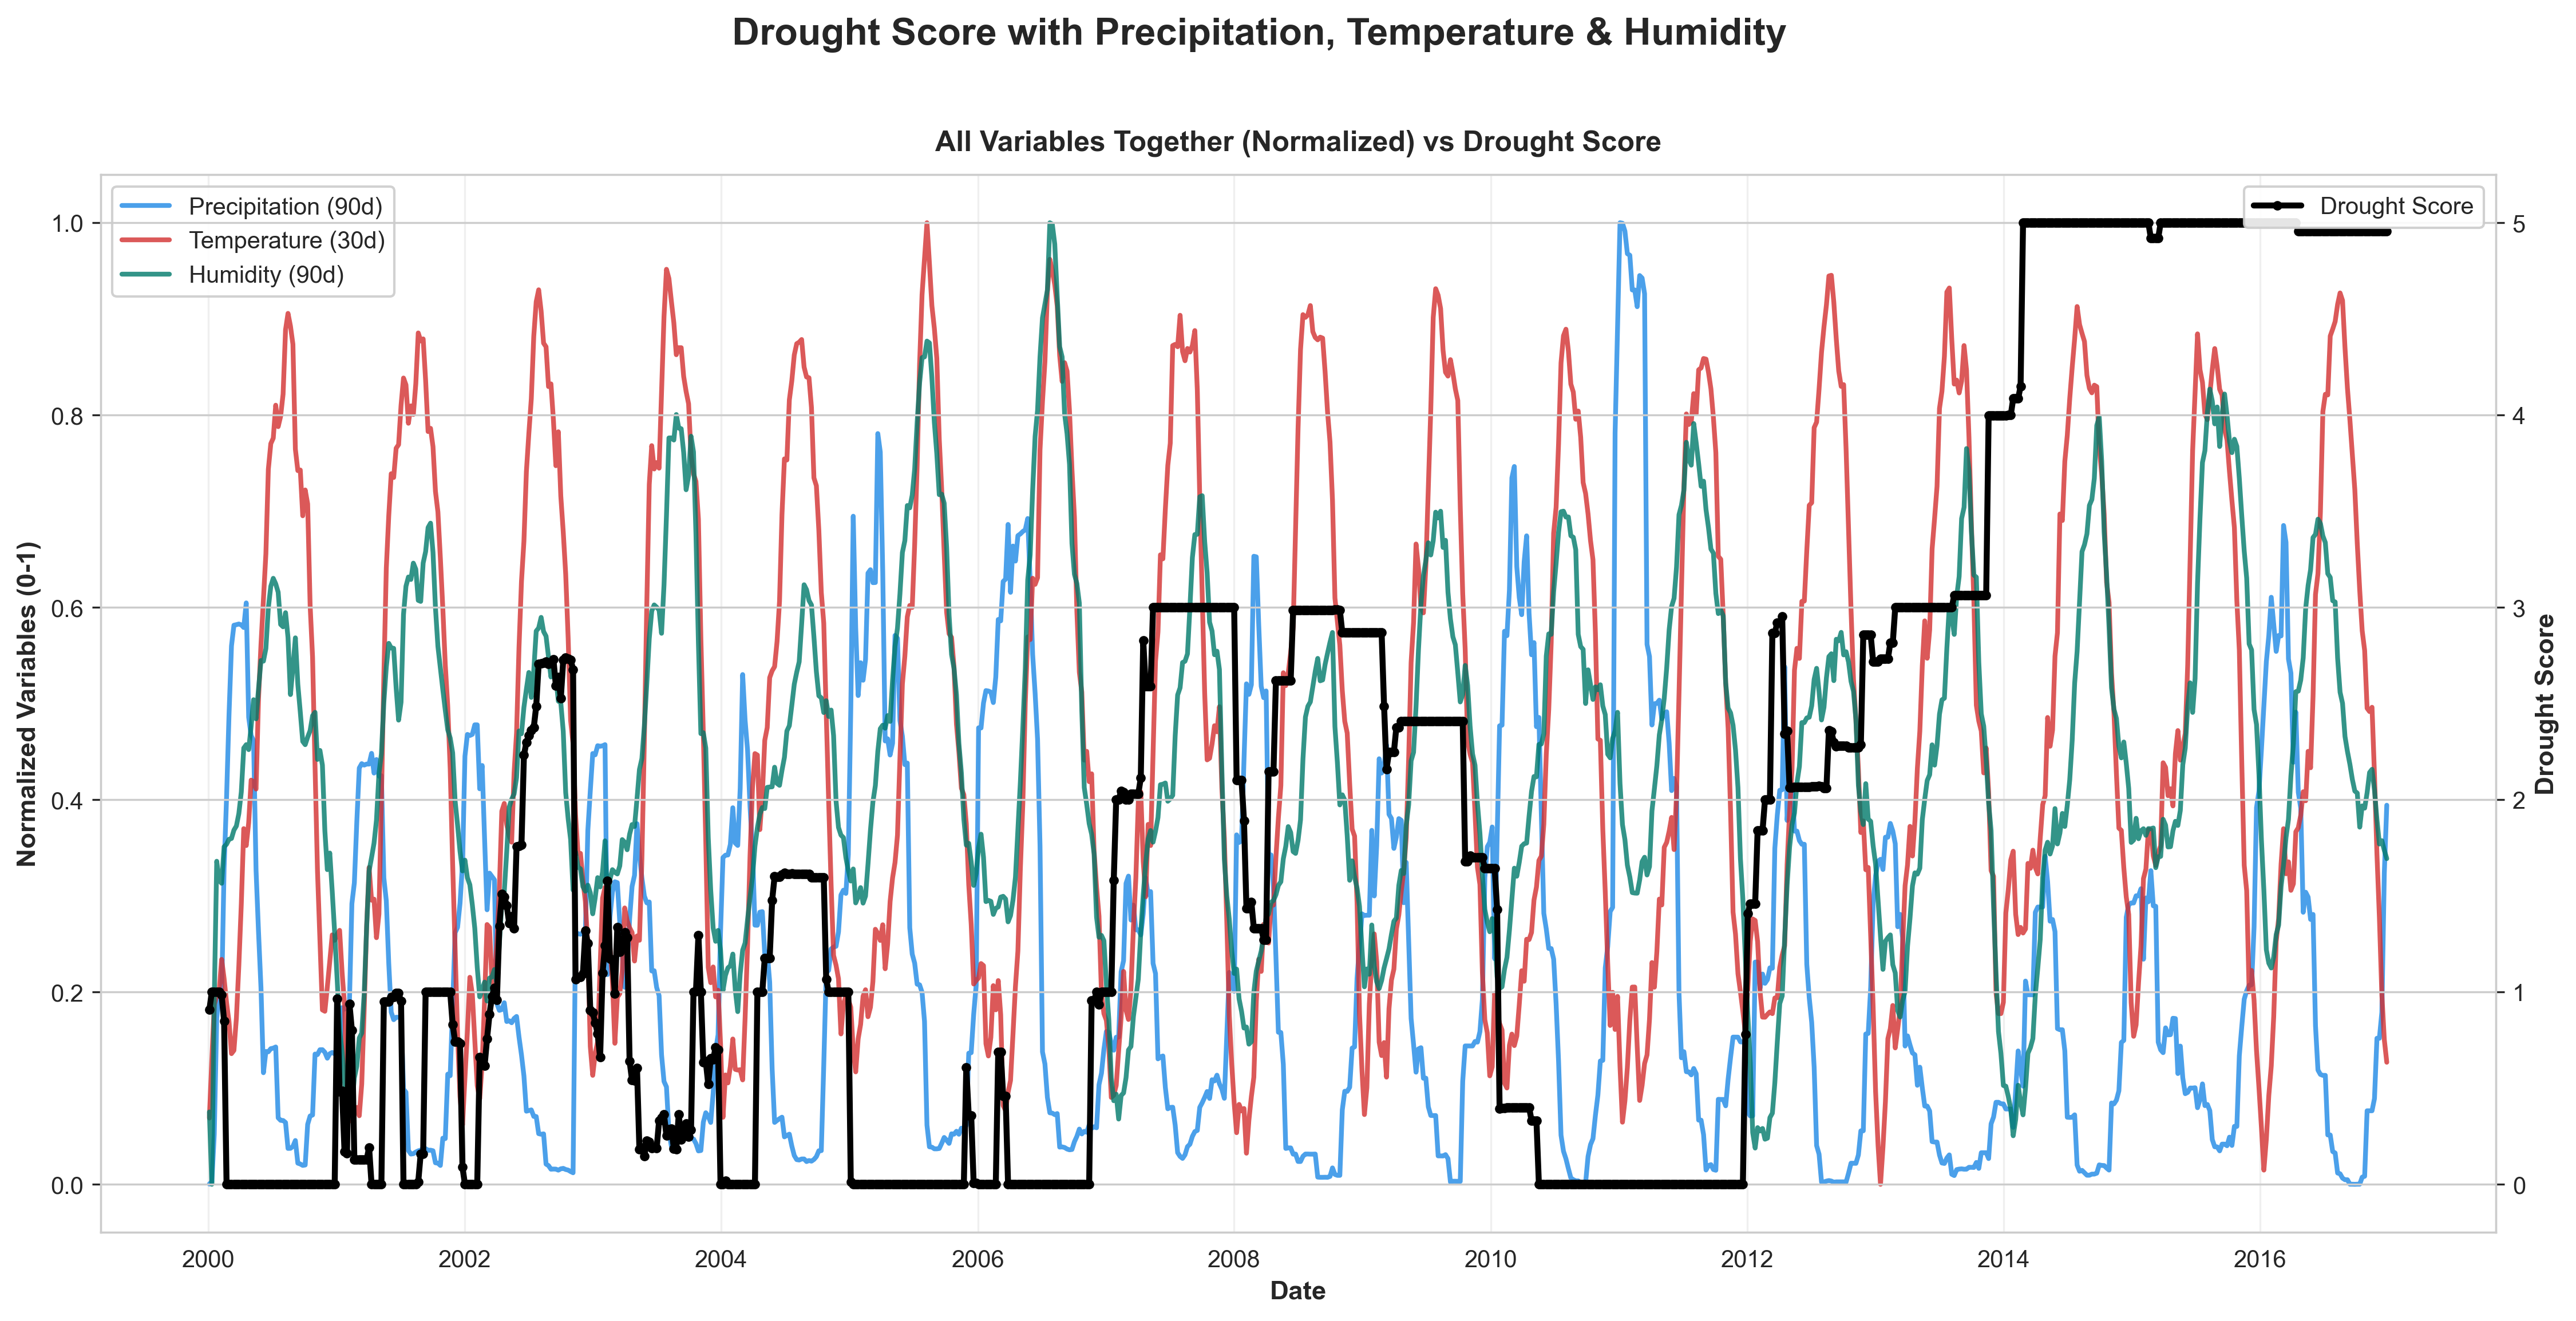 Drought Score with Precipitation, Temperature & Humidity
All Variables Together (Normalized) vs Drought Score
Precipitation (90d)
Temperature (30d)
Humidity (90d)
Drought Score
Normalized Variables (0-1)
1.0
0.8
0.6
0.4
0.2
0.0
5
4
3
2
1
0
Drought Score
2000
2002
2004
2006
2008
2010
2012
2014
2016
Date